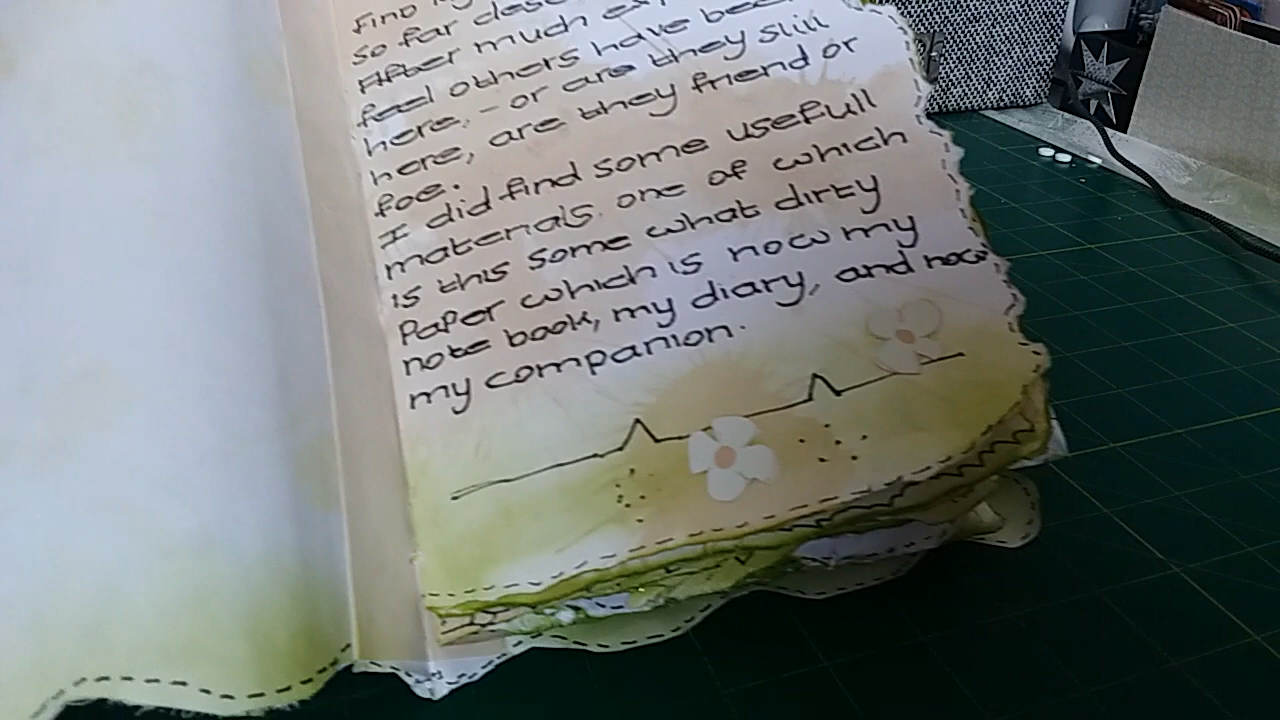 Find
so far
After much
feel others have been
here. - or are they still
here, are they friend or
foe.
I did find some usefull
materials. one of which
is this some what dirty
Paper which is now my
note book, my diary, and now
my companion.